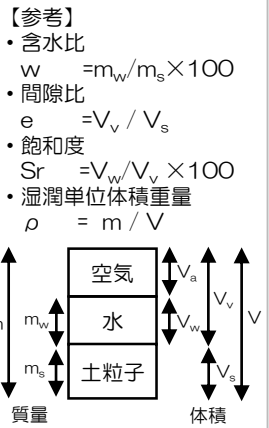 【参考】
・含水比
w =mw/ms×100
・間隙比
e =Vv / Vs
・飽和度
Sr =Vw/Vv ×100
・湿潤単位体積重量
ρ = m / V
空気
水
土粒子
mw
ms
Va
Vw
Vv
Vs
V
質量
体積